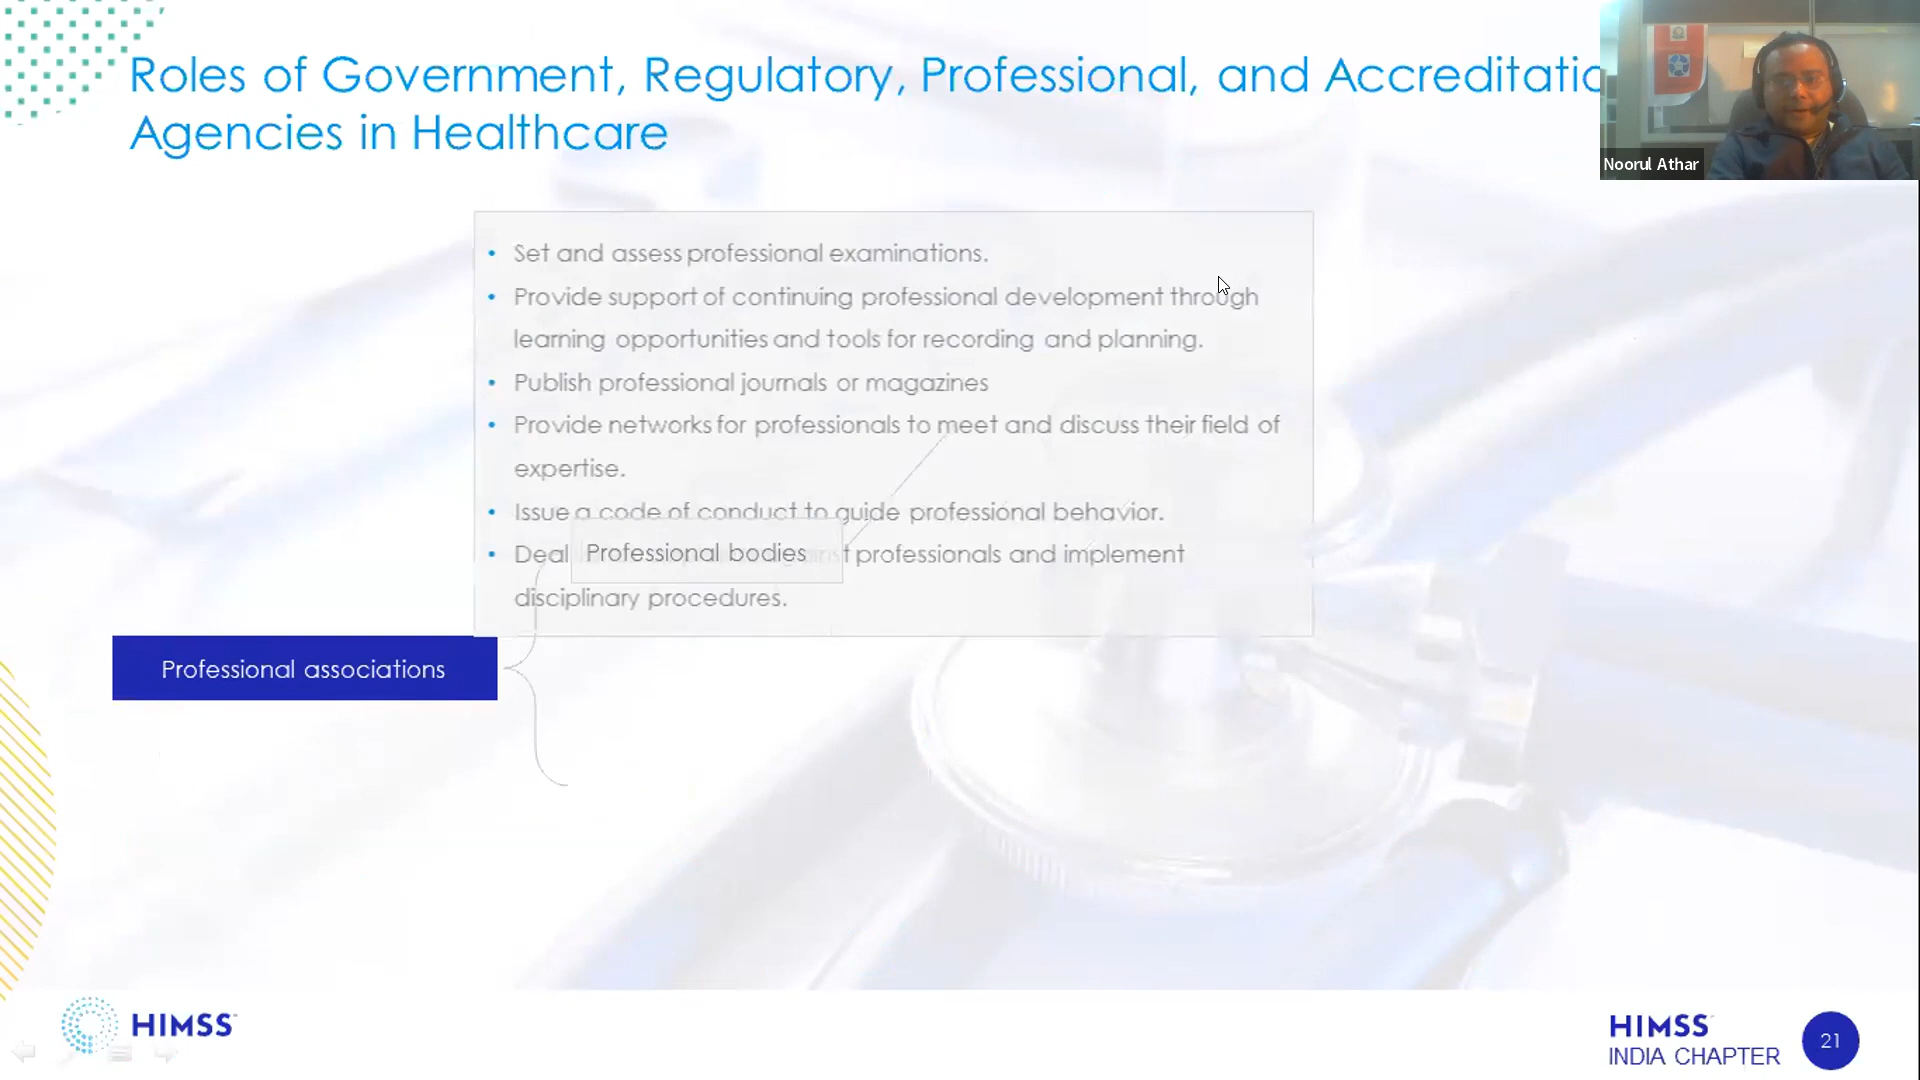 Roles of Government, Regulatory, Professional, and Accreditatio
Agencies in Healthcare
Noorul Athar
• Set and assess professional examinations.
• Provide support of continuing professional development through
learning opportunities and tools for recording and planning.
• Publish professional journals or magazines
• Provide networks for professionals to meet and discuss their field of
expertise.
• Issue a code of conduct to guide professional behavior.
• Deal professionals and implement
Professional bodies
disciplinary procedures.
Professional associations
HIMSS
HIMSS
INDIA CHAPTER
21